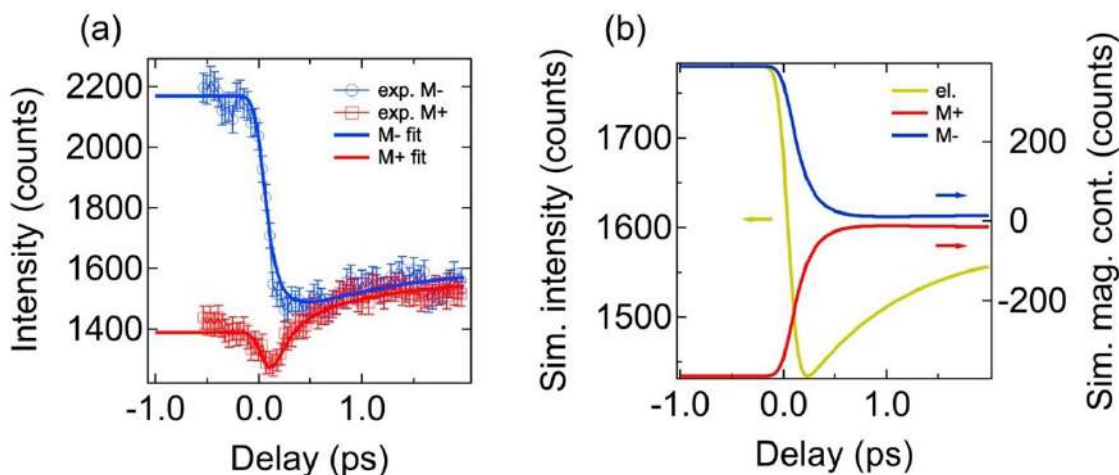 (a)
Intensity (counts)
2200
2000
1800
1600
1400
exp. M-
exp. M+
M- fit
M+ fit
-1.0
0.0
1.0
Delay (ps)
(b)
Sim. intensity (counts)
1700
1600
1500
el.
M+
M-
200
0
-200
Sim. mag. cont. (counts)
-1.0
0.0
1.0
Delay (ps)